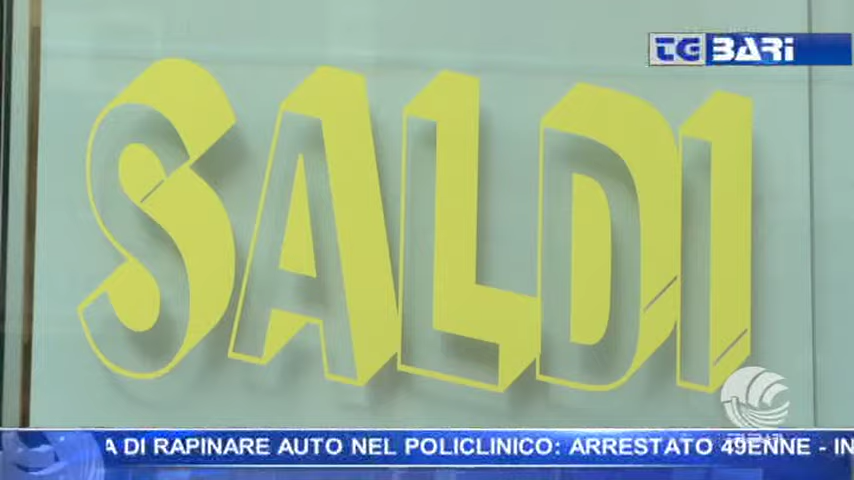 TG BARI
SALDI
A DI RAPINARE AUTO NEL POLICLINICO: ARRESTATO 49ENNE - IN